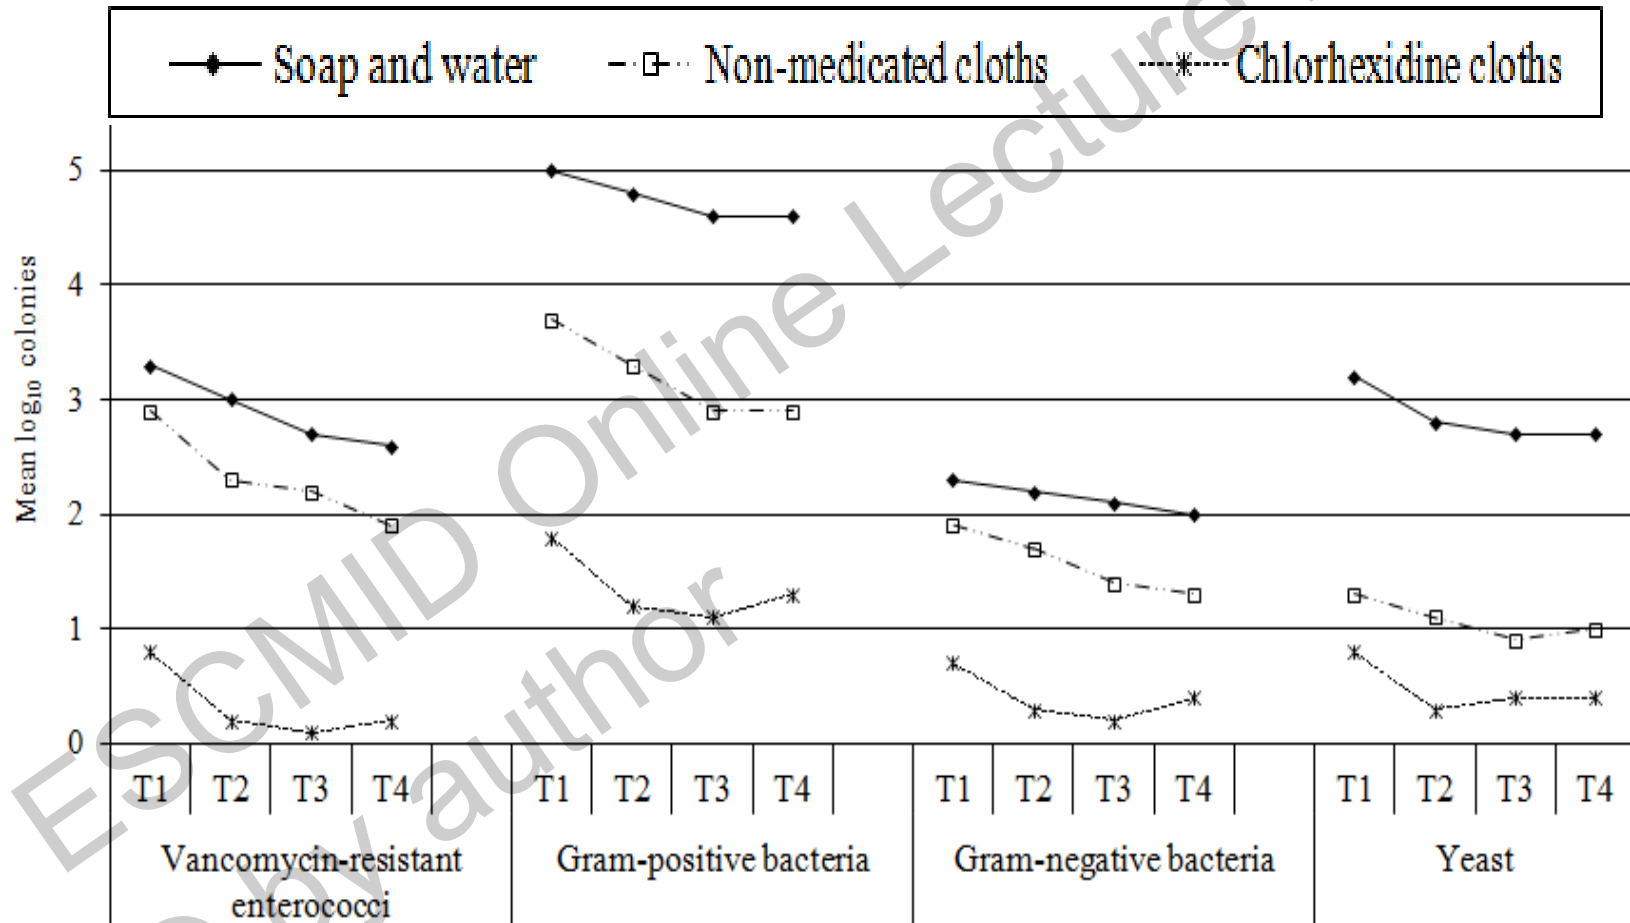 Soap and water Non-medicated cloths Chlorhexidine cloths
Mean log₁₀ colonies
5
4
3
2
1
0
T1 T2 T3 T4 T1 T2 T3 T4 T1 T2 T3 T4 T1 T2 T3 T4
Vancomycin-resistant enterococci
Gram-positive bacteria
Gram-negative bacteria
Yeast
ESCMID Online Lecture
by author